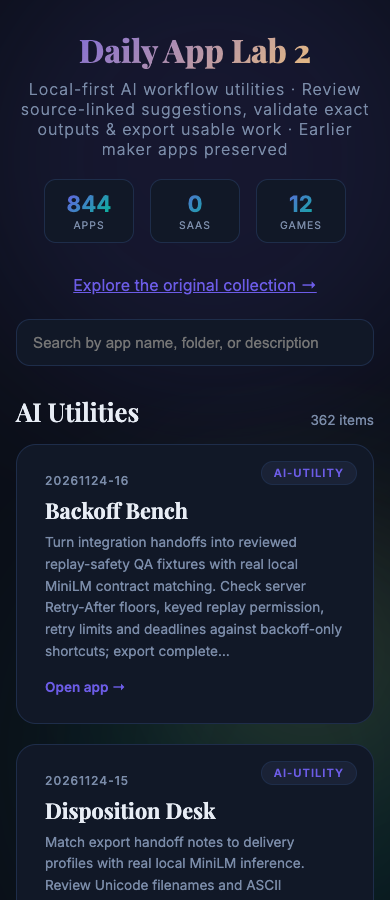 Daily App Lab 2
Local-first AI workflow utilities · Review
source-linked suggestions, validate exact
outputs & export usable work · Earlier
maker apps preserved
844
APPS
0
SAAS
12
GAMES
Explore the original collection →
Search by app name, folder, or description
AI Utilities
362 items
20261124-16
AI-UTILITY
Backoff Bench
Turn integration handoffs into reviewed
replay-safety QA fixtures with real local
MiniLM contract matching. Check server
Retry-After floors, keyed replay permission,
retry limits and deadlines against backoff-only
shortcuts; export complete...
Open app →
20261124-15
AI-UTILITY
Disposition Desk
Match export handoff notes to delivery
profiles with real local MiniLM inference.
Review Unicode filenames and ASCII